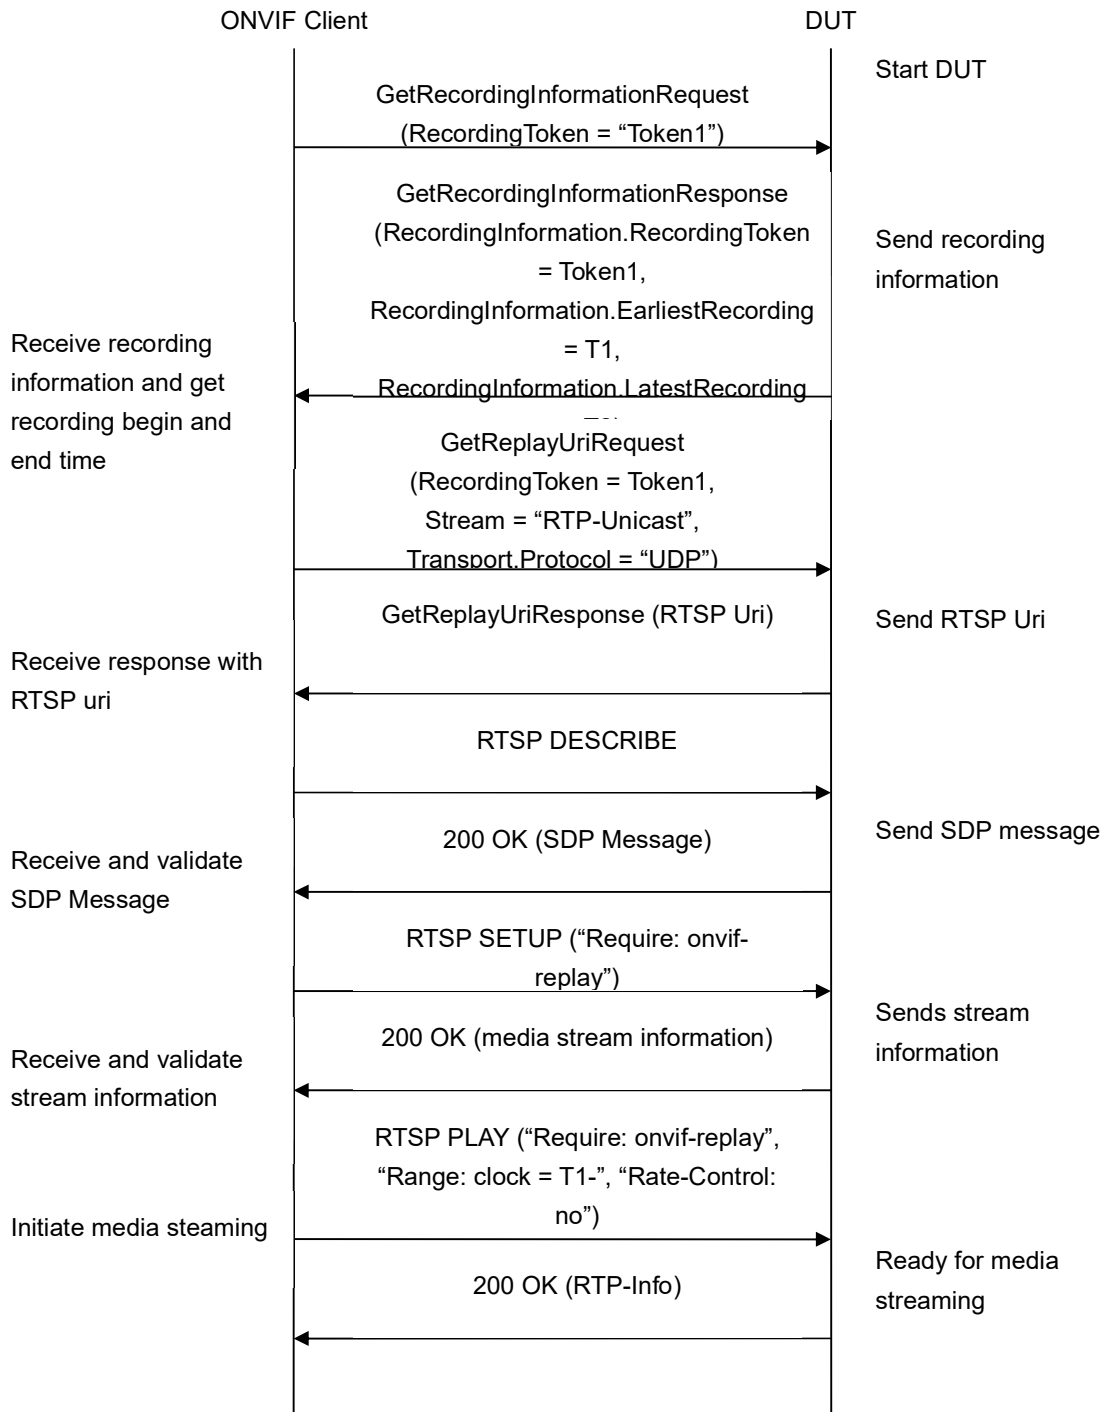 ONVIF Client
DUT
Start DUT
GetRecordingInformationRequest
(RecordingToken = “Token1”)
GetRecordingInformationResponse
(RecordingInformation.RecordingToken
= Token1,
RecordingInformation.EarliestRecording
= T1,
RecordingInformation.LatestRecording
Send recording
information
Receive recording
information and get
recording begin and
end time
GetReplayUriRequest
(RecordingToken = Token1,
Stream = “RTP-Unicast”,
Transport.Protocol = “UDP”)
GetReplayUriResponse (RTSP Uri)
Send RTSP Uri
Receive response with
RTSP uri
RTSP DESCRIBE
200 OK (SDP Message)
Send SDP message
Receive and validate
SDP Message
RTSP SETUP (“Require: onvif-
replay”)
200 OK (media stream information)
Sends stream
information
Receive and validate
stream information
RTSP PLAY (“Require: onvif-replay”,
“Range: clock = T1-”, “Rate-Control:
no”)
Initiate media steaming
200 OK (RTP-Info)
Ready for media
streaming